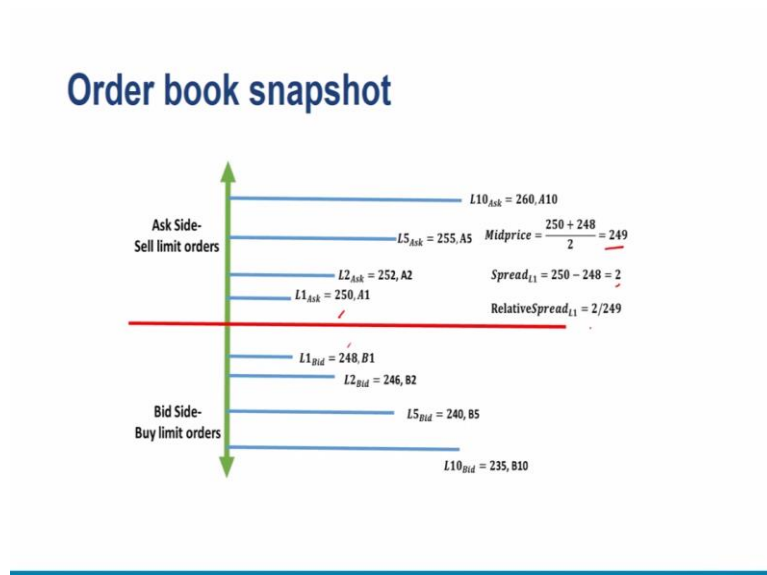 Order book snapshot
L10Ask = 260, A10
Ask Side-
Sell limit orders
L5Ask = 255, A5
Midprice = 250 + 248 / 2 = 249
L2Ask = 252, A2
SpreadL1 = 250 − 248 = 2
L1Ask = 250, A1
RelativeSpreadL1 = 2/249
L1Bid = 248, B1
L2Bid = 246, B2
Bid Side-
Buy limit orders
L5Bid = 240, B5
L10Bid = 235, B10